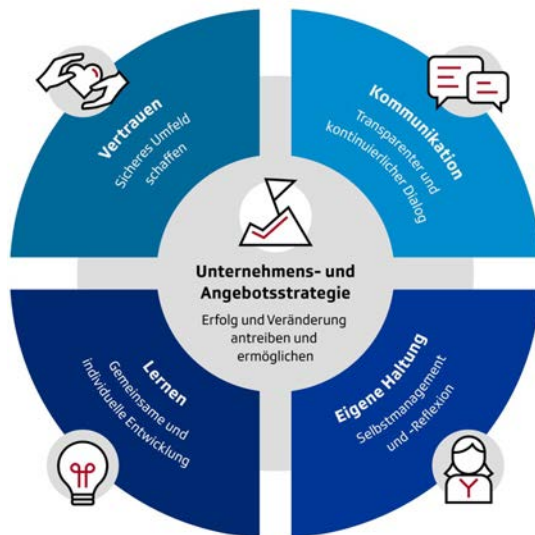 Vertrauen
Sicheres Umfeld
schaffen
Kommunikation
Transparenter und
kontinuierlicher Dialog
Unternehmens- und
Angebotsstrategie
Erfolg und Veränderung
antreiben und
ermöglichen
Lernen
Gemeinsame und
individuelle Entwicklung
Eigene Haltung
Selbstmanagement
und -Reflexion